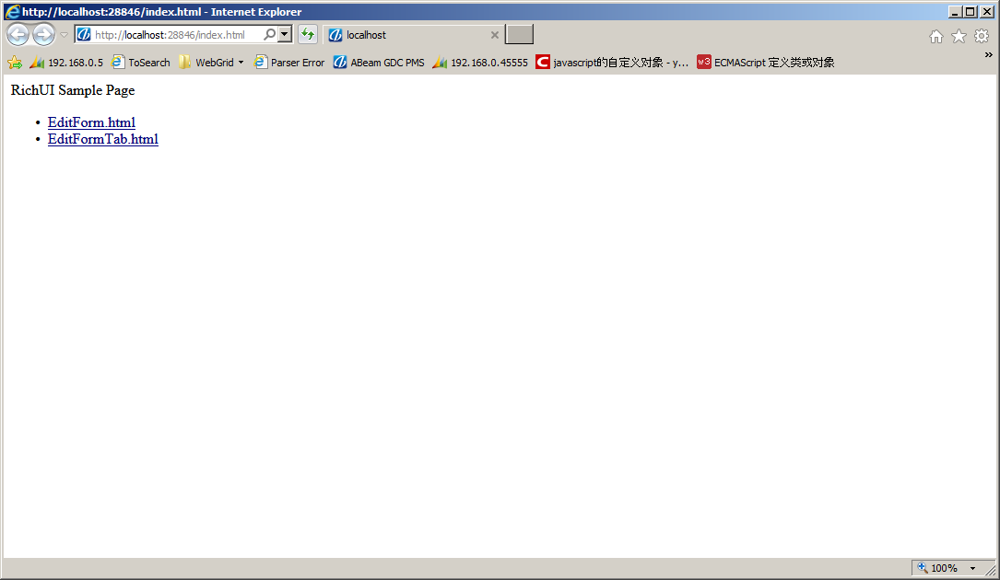 http://localhost:28846/index.html - Internet Explorer
http://localhost:28846/index.html localhost
192.168.0.5 ToSearch WebGrid Parser Error ABeam GDC PMS 192.168.0.45555 javascript的自定义对象 - y... w3 ECMAScript 定义类或对象 »
RichUI Sample Page
• EditForm.html
• EditFormTab.html
100%